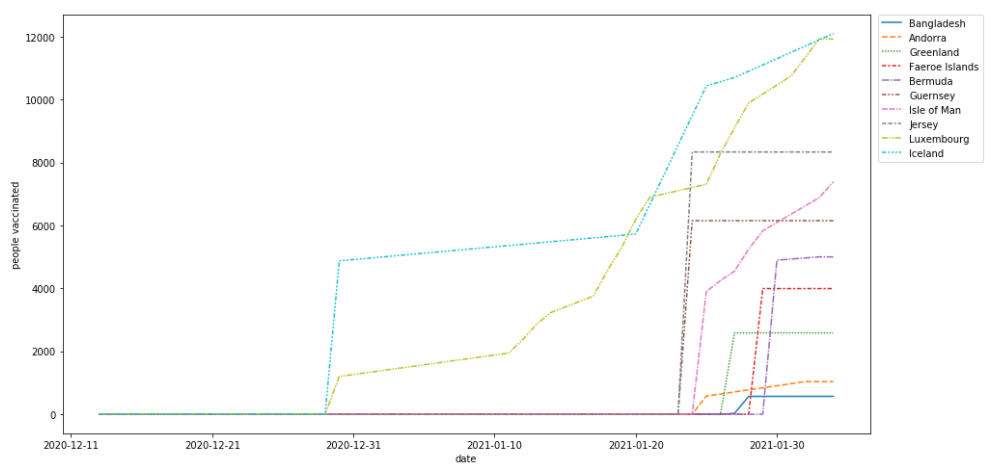 12000
10000
8000
6000
4000
2000
0
people vaccinated
2020-12-11
2020-12-21
2020-12-31
2021-01-10
2021-01-20
2021-01-30
date
Bangladesh
Andorra
Greenland
Faeroe Islands
Bermuda
Guernsey
Isle of Man
Jersey
Luxembourg
Iceland